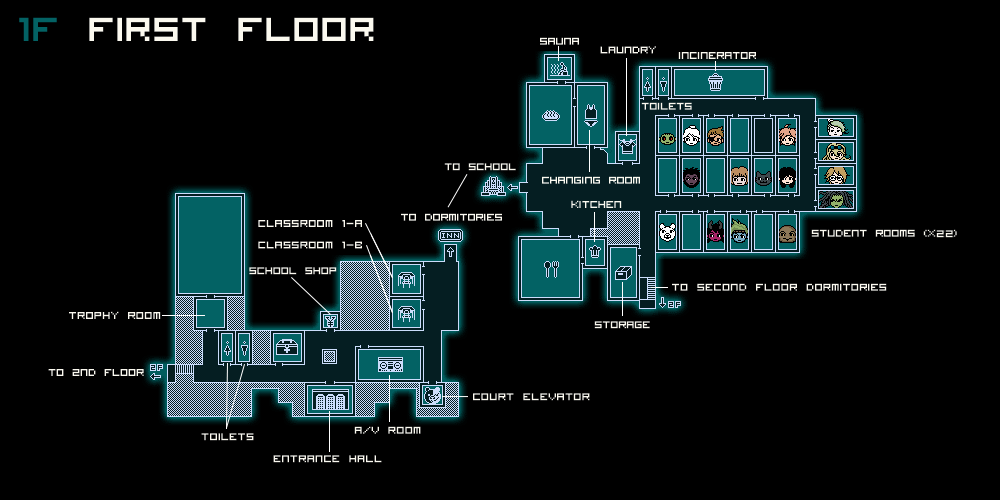 1F FIRST FLOOR
SAUNA
LAUNDRY
INCINERATOR
TOILETS
TO SCHOOL
CHANGING ROOM
KITCHEN
TO DORMITORIES
CLASSROOM 1-A
INN
STUDENT ROOMS (X22)
CLASSROOM 1-B
SCHOOL SHOP
TO SECOND FLOOR DORMITORIES
2F
TROPHY ROOM
STORAGE
TO 2ND FLOOR
2F
COURT ELEVATOR
TOILETS
A/V ROOM
ENTRANCE HALL